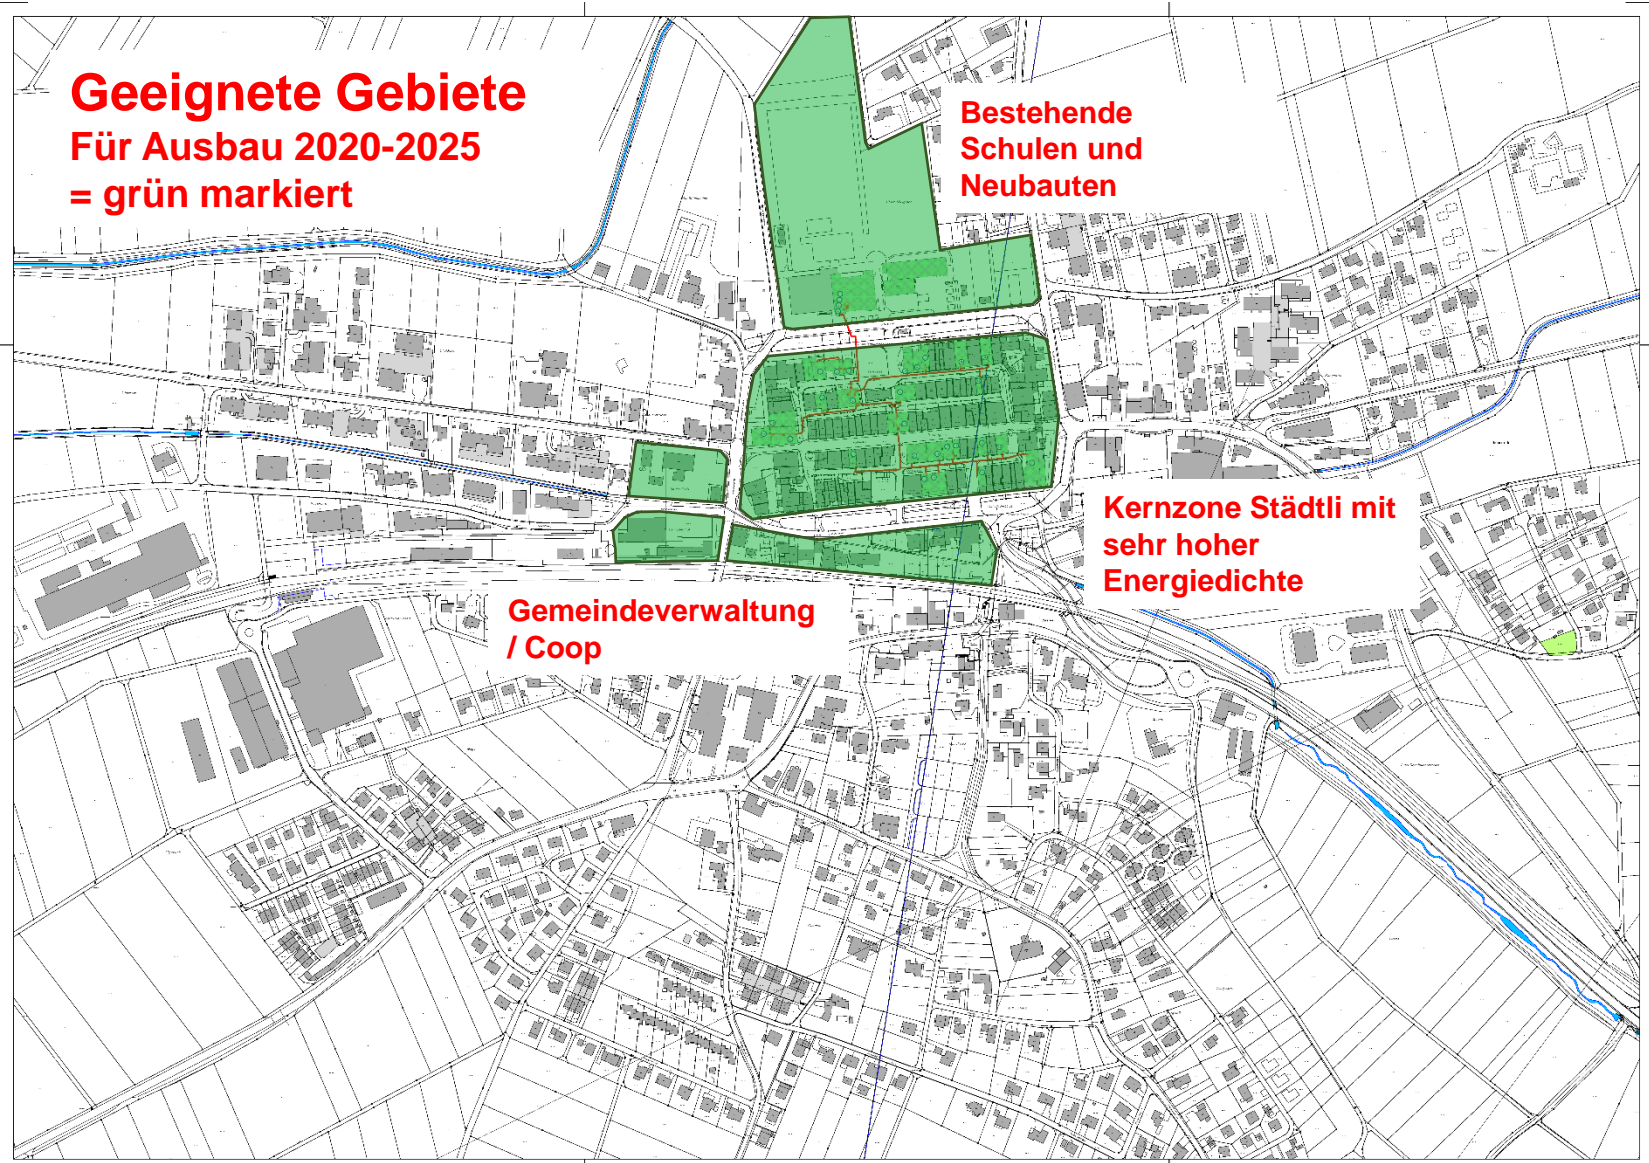 Geeignete Gebiete
Für Ausbau 2020-2025
= grün markiert
Bestehende
Schulen und
Neubauten
Kernzone Städtli mit
sehr hoher
Energiedichte
Gemeindeverwaltung
/ Coop